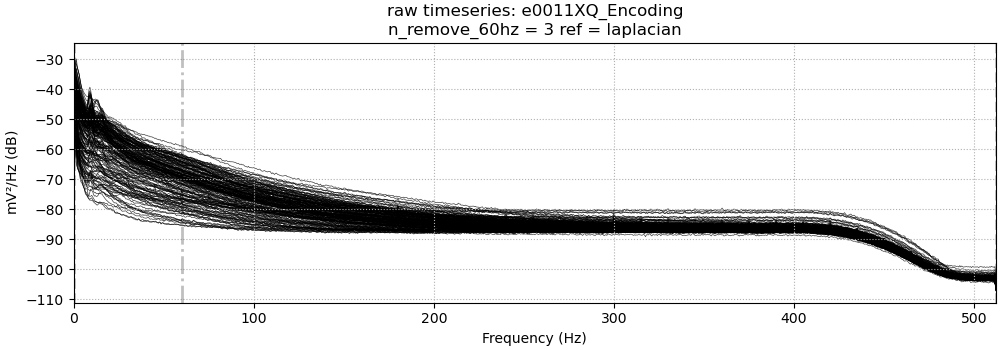 raw timeseries: e0011XQ_Encoding
n_remove_60hz = 3 ref = laplacian
mV²/Hz (dB)
−30
−40
−50
−60
−70
−80
−90
−100
−110
0 100 200 300 400 500
Frequency (Hz)